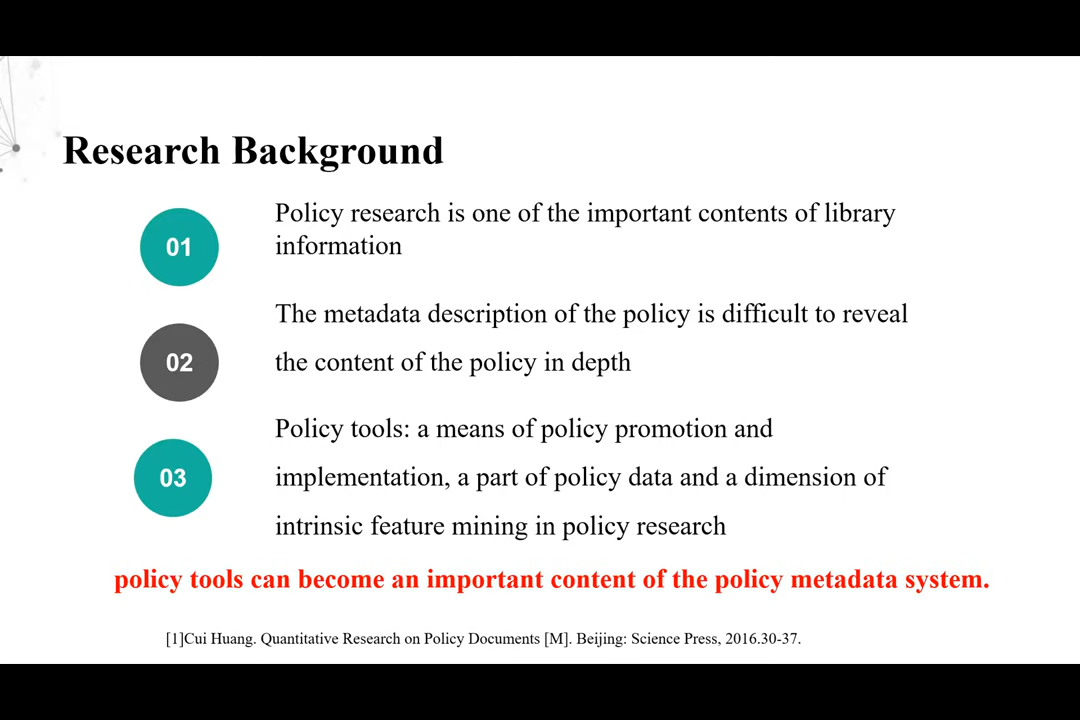 Research Background
01
Policy research is one of the important contents of library
information
02
The metadata description of the policy is difficult to reveal
the content of the policy in depth
03
Policy tools: a means of policy promotion and
implementation, a part of policy data and a dimension of
intrinsic feature mining in policy research
policy tools can become an important content of the policy metadata system.
[1]Cui Huang. Quantitative Research on Policy Documents [M]. Beijing: Science Press, 2016.30-37.